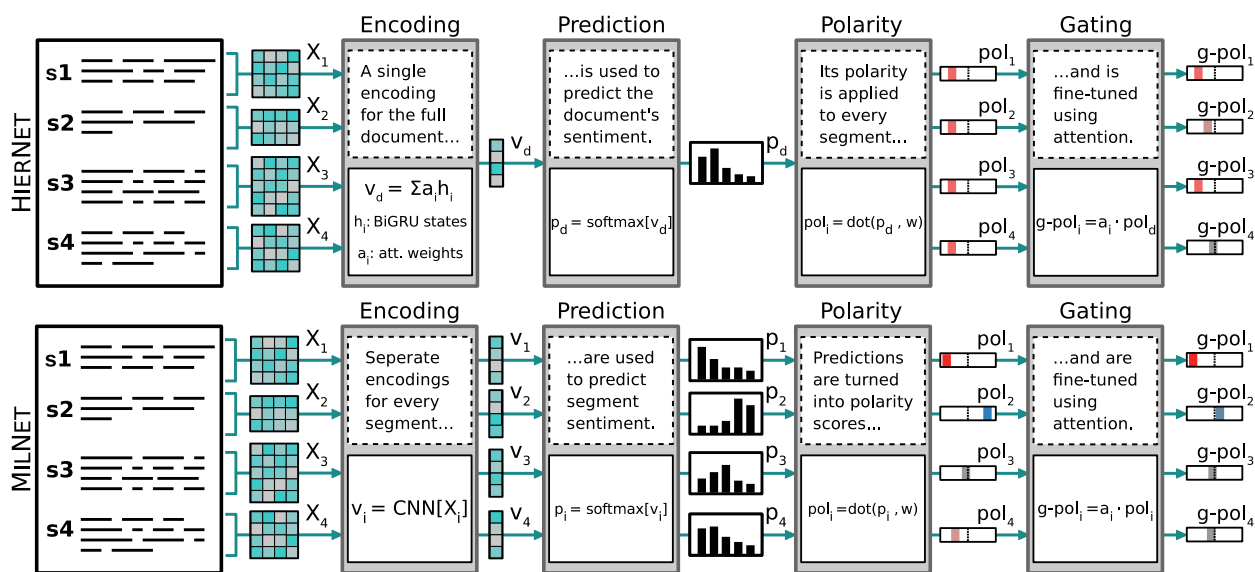 Encoding Prediction Polarity Gating
HIERNET
s1
s2
s3
s4
X1
X2
X3
X4
A single
encoding
for the full
document...
vd = Σaihi
hi: BiGRU states
ai: att. weights
vd
...is used to
predict the
document's
sentiment.
pd = softmax[vd]
pd
Its polarity
is applied
to every
segment...
poli = dot(pd , w)
pol1
pol2
pol3
pol4
...and is
fine-tuned
using
attention.
g-poli = ai · pold
g-pol1
g-pol2
g-pol3
g-pol4
Encoding Prediction Polarity Gating
MILNET
s1
s2
s3
s4
X1
X2
X3
X4
Seperate
encodings
for every
segment...
vi = CNN[Xi]
v1
v2
v3
v4
...are used
to predict
segment
sentiment.
pi = softmax[vi]
p1
p2
p3
p4
Predictions
are turned
into polarity
scores...
poli =dot(pi , w)
pol1
pol2
pol3
pol4
...and are
fine-tuned
using
attention.
g-poli = ai · poli
g-pol1
g-pol2
g-pol3
g-pol4